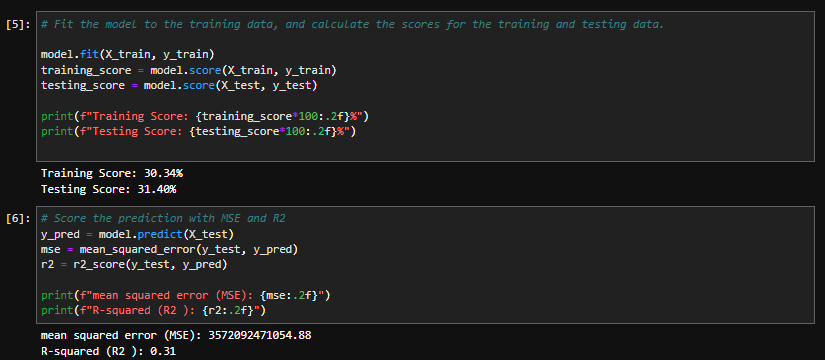 [5]: # Fit the model to the training data, and calculate the scores for the training and testing data.
model.fit(X_train, y_train)
training_score = model.score(X_train, y_train)
testing_score = model.score(X_test, y_test)
print(f"Training Score: {training_score*100:.2f}%")
print(f"Testing Score: {testing_score*100:.2f}%")
Training Score: 30.34%
Testing Score: 31.40%
[6]: # Score the prediction with MSE and R2
y_pred = model.predict(X_test)
mse = mean_squared_error(y_test, y_pred)
r2 = r2_score(y_test, y_pred)
print(f"mean squared error (MSE): {mse:.2f}")
print(f"R-squared (R2 ): {r2:.2f}")
mean squared error (MSE): 3572092471054.88
R-squared (R2 ): 0.31